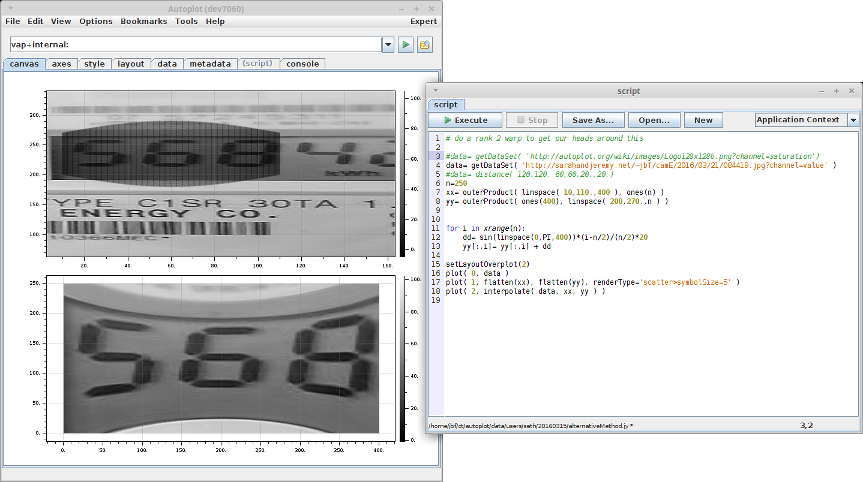 Autoplot (dev7060)
File Edit View Options Bookmarks Tools Help Expert
vap+internal:
canvas axes style layout data metadata (script) console
300.
250.
200.
150.
100.
20. 40. 60. 80. 100. 120. 140. 160.
100.
80.
60.
40.
20.
0.
568
kWh
YPE C1SR 30TA 1
ENERGY CO.
250.
200.
150.
100.
50.
0.
0. 50. 100. 150. 200. 250. 300. 350. 400.
100.
80.
60.
40.
20.
0.
568
script
script
Execute Stop Save As... Open... New Application Context
1 # do a rank 2 warp to get our heads around this
2
3 #data= getDataSet( 'http://autoplot.org/wiki/images/Logo128x128b.png?channel=saturation')
4 data= getDataSet( 'http://sarahandjeremy.net/~jbf/camE/2016/03/21/084419.jpg?channel=value' )
5 #data= distance( 120,120, 60,60,20.,20.)
6 n=250
7 xx= outerProduct( linspace( 10,110.,400 ), ones(n) )
8 yy= outerProduct( ones(400), linspace( 200,270.,n ) )
9
10
11 for i in xrange(n):
12 dd= sin(linspace(0,PI,400))*(i-n/2)/(n/2)*20
13 yy[:,i]= yy[:,i] + dd
14
15 setLayoutOverplot(2)
16 plot( 0, data )
17 plot( 1, flatten(xx), flatten(yy), renderType='scatter>symbolSize=5' )
18 plot( 2, interpolate( data, xx, yy ) )
19
/home/jbf/ct/autoplot/data/users/seth/20160315/alternativeMethod.jy *
3,2